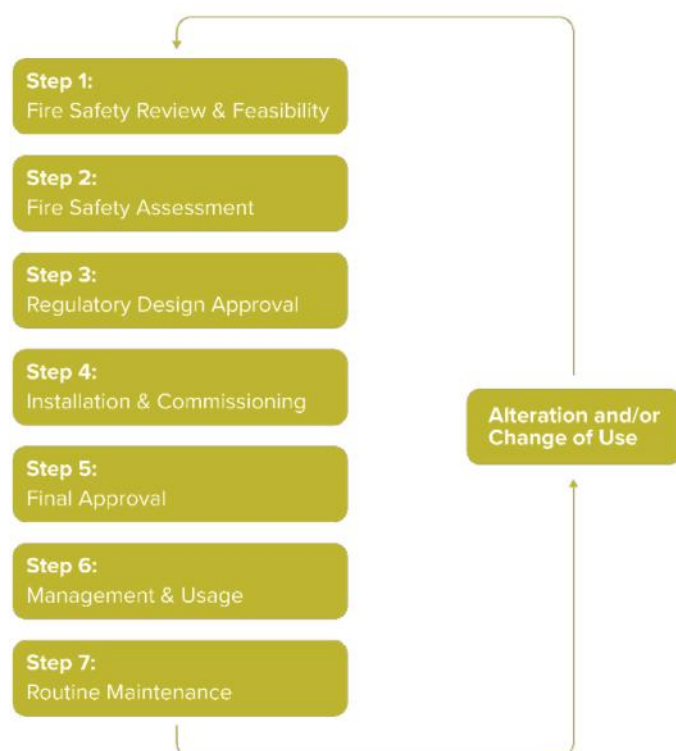 Step 1:
Fire Safety Review & Feasibility
Step 2:
Fire Safety Assessment
Step 3:
Regulatory Design Approval
Step 4:
Installation & Commissioning
Step 5:
Final Approval
Step 6:
Management & Usage
Step 7:
Routine Maintenance
Alteration and/or
Change of Use